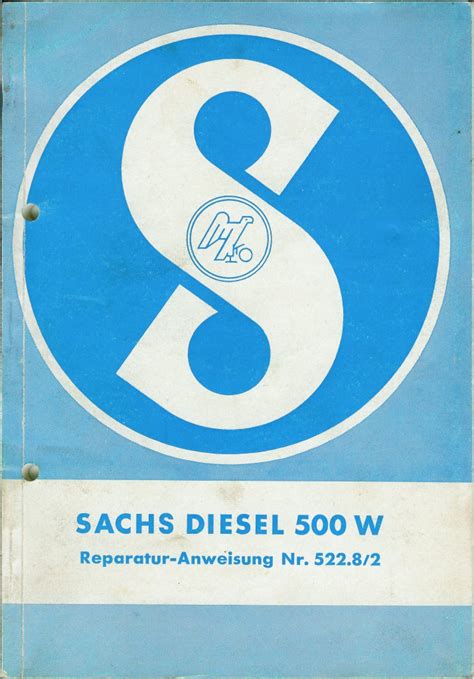 S
SACHS DIESEL 500 W
Reparatur-Anweisung Nr. 522.8/2